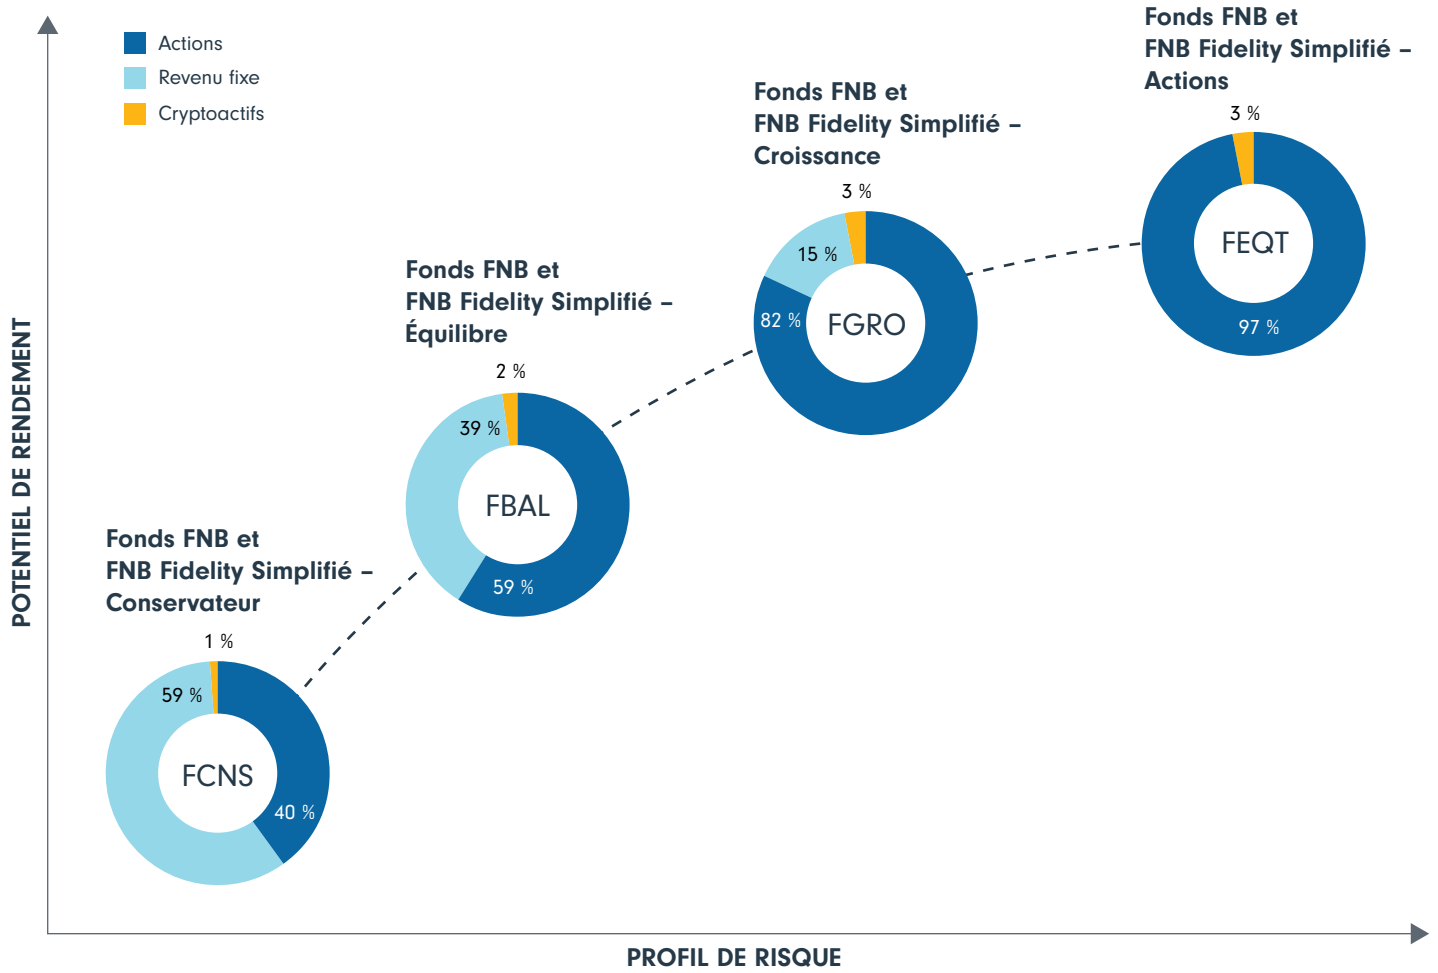 Actions
Revenu fixe
Cryptoactifs
POTENTIEL DE RENDEMENT
Fonds FNB et
FNB Fidelity Simplifié –
Conservateur
1 %
59 %
FCNS
40 %
Fonds FNB et
FNB Fidelity Simplifié –
Équilibre
2 %
39 %
FBAL
59 %
Fonds FNB et
FNB Fidelity Simplifié –
Croissance
3 %
15 %
82 %
FGRO
Fonds FNB et
FNB Fidelity Simplifié –
Actions
3 %
FEQT
97 %
PROFIL DE RISQUE